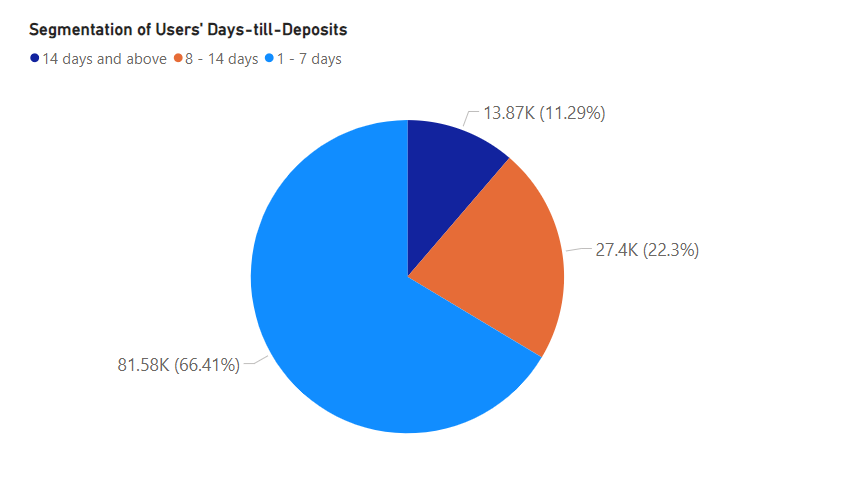 Segmentation of Users' Days-till-Deposits
14 days and above 8 - 14 days 1 - 7 days
13.87K (11.29%)
27.4K (22.3%)
81.58K (66.41%)